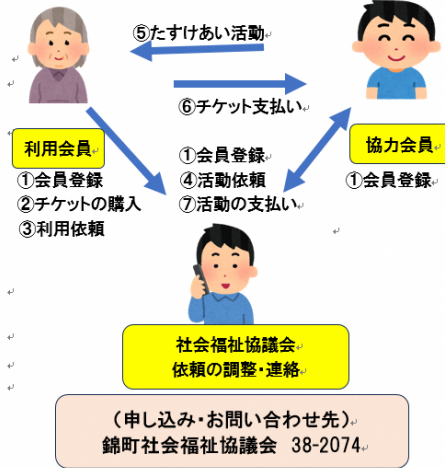 ⑤たすけあい活動
⑥チケット支払い
利用会員
①会員登録
②チケットの購入
③利用依頼
①会員登録
④活動依頼
⑦活動の支払い
協力会員
①会員登録
社会福祉協議会
依頼の調整・連絡
（申し込み・お問い合わせ先）
錦町社会福祉協議会 38-2074